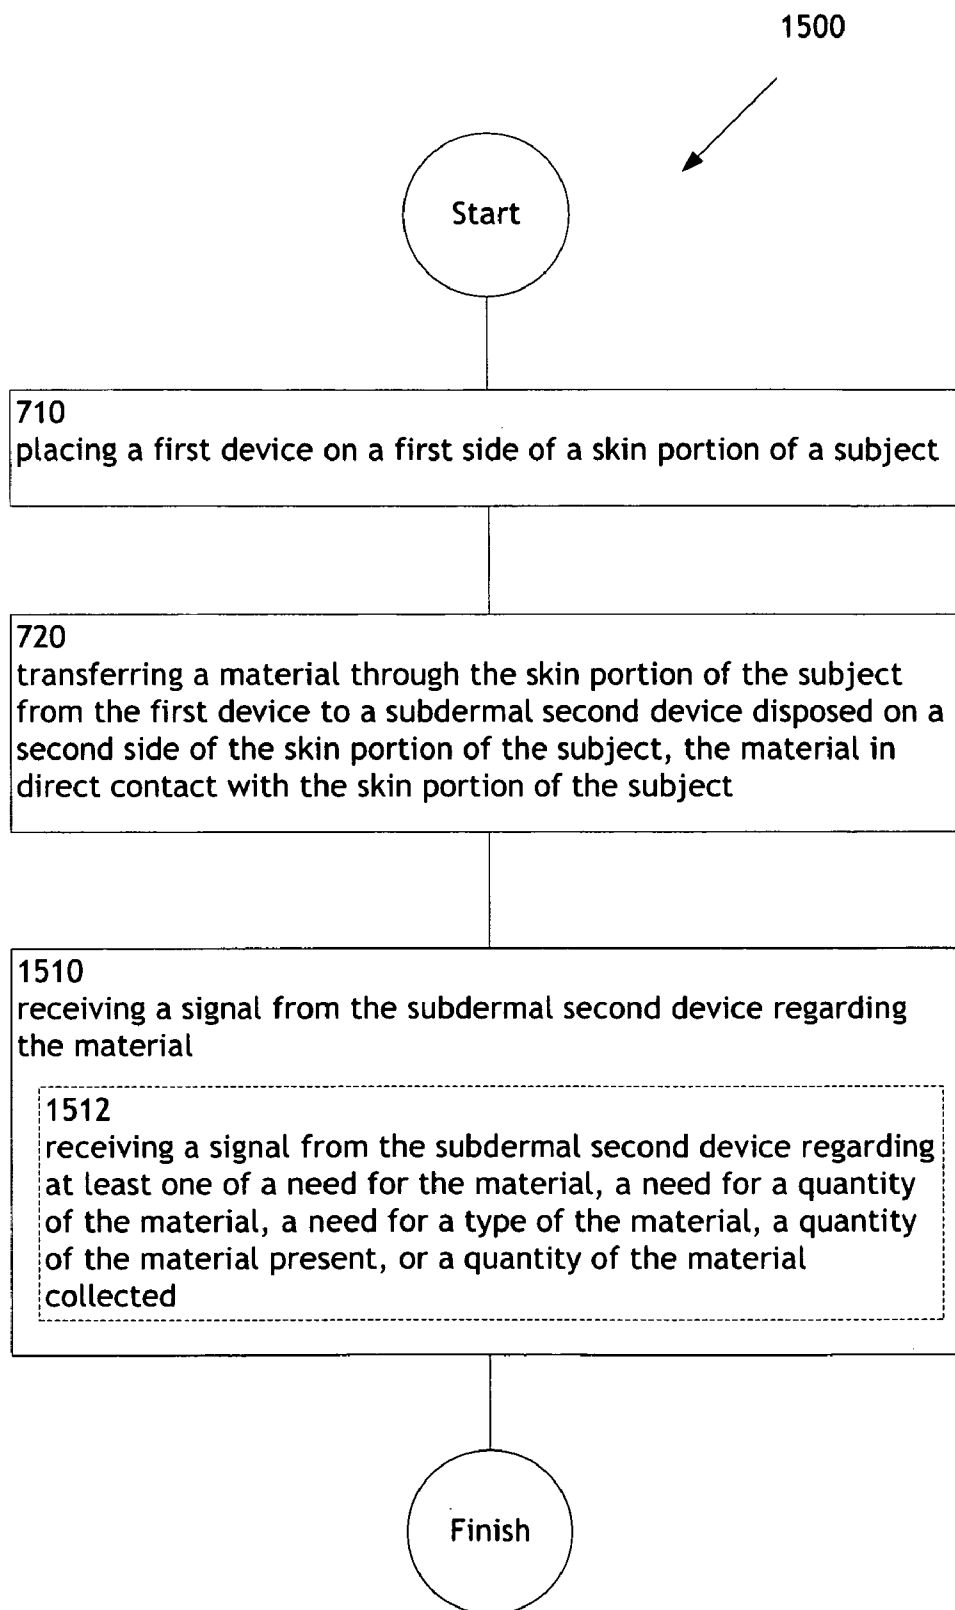 1500
Start
710
placing a first device on a first side of a skin portion of a subject
720
transferring a material through the skin portion of the subject
from the first device to a subdermal second device disposed on a
second side of the skin portion of the subject, the material in
direct contact with the skin portion of the subject
1510
receiving a signal from the subdermal second device regarding
the material
1512
receiving a signal from the subdermal second device regarding
at least one of a need for the material, a need for a quantity
of the material, a need for a type of the material, a quantity
of the material present, or a quantity of the material
collected
Finish